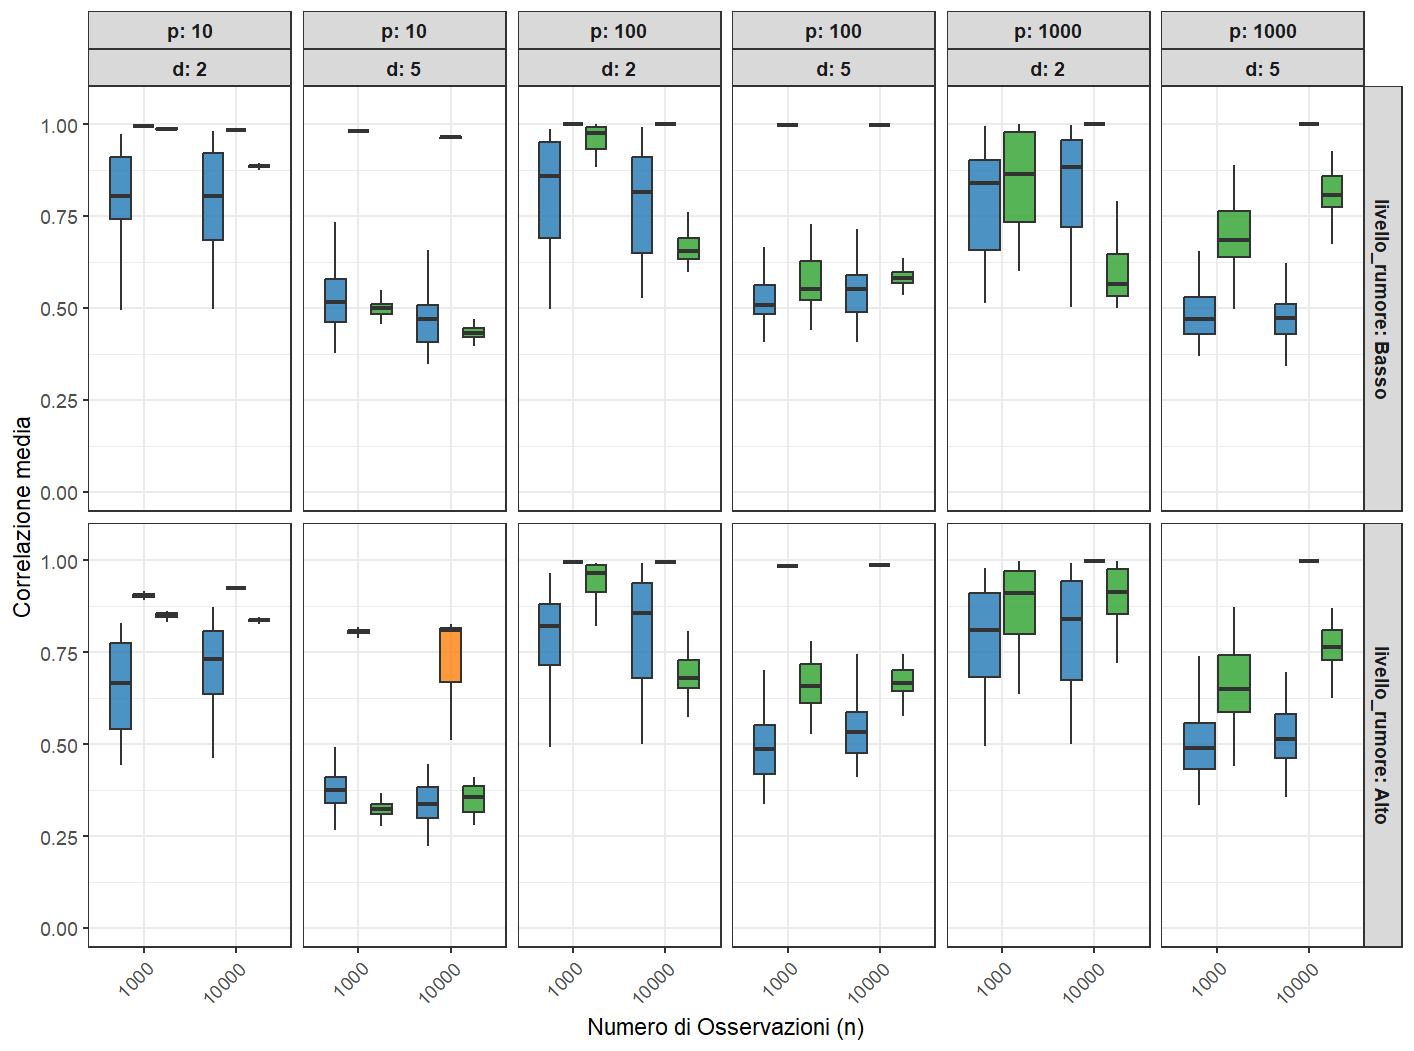 p: 10 p: 10 p: 100 p: 100 p: 1000 p: 1000
d: 2 d: 5 d: 2 d: 5 d: 2 d: 5
1.00
0.75
0.50
0.25
0.00
livello_rumore: Basso
1.00
0.75
0.50
0.25
0.00
livello_rumore: Alto
Correlazione media
1000 10000 1000 10000 1000 10000 1000 10000 1000 10000 1000 10000
Numero di Osservazioni (n)